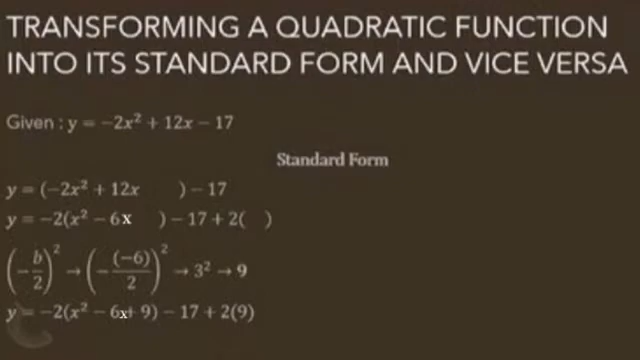 TRANSFORMING A QUADRATIC FUNCTION
INTO ITS STANDARD FORM AND VICE VERSA
Given : y = −2x² + 12x − 17
Standard Form
y = (−2x² + 12x      ) − 17
y = −2(x² − 6x      ) − 17 + 2(   )
(−b/2)² → (−(−6)/2)² → 3² → 9
y = −2(x² − 6x+ 9) − 17 + 2(9)